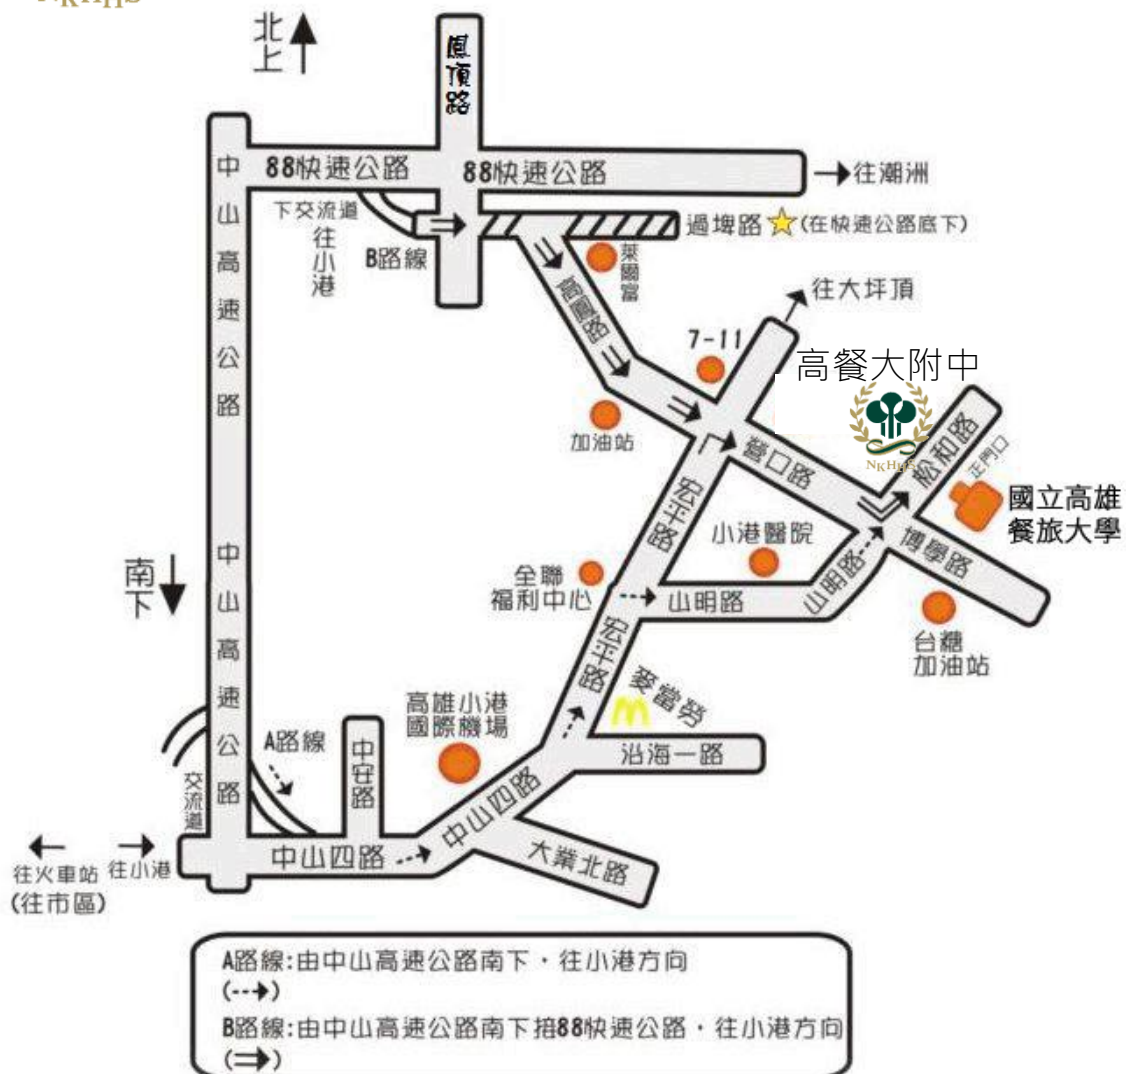 NKHHS
北上
鳳頂路
中山高速公路
88快速公路
88快速公路
往潮洲
下交流道
往小港
B路線
過埤路
(在快速公路底下)
萊爾富
高鳳路
往大坪頂
7-11
高餐大附中
NKHHS
加油站
營口路
松和路
正門口
國立高雄
餐旅大學
宏平路
小港醫院
博學路
南下
中山高速公路
全聯
福利中心
山明路
山明路
台糖
加油站
宏平路
麥當勞
高雄小港
國際機場
A路線
中安路
沿海一路
交流道
中山四路
中山四路
大業北路
往火車站
(往市區)
往小港
A路線:由中山高速公路南下,往小港方向
(⇢)
B路線:由中山高速公路南下接88快速公路,往小港方向
(⇒)